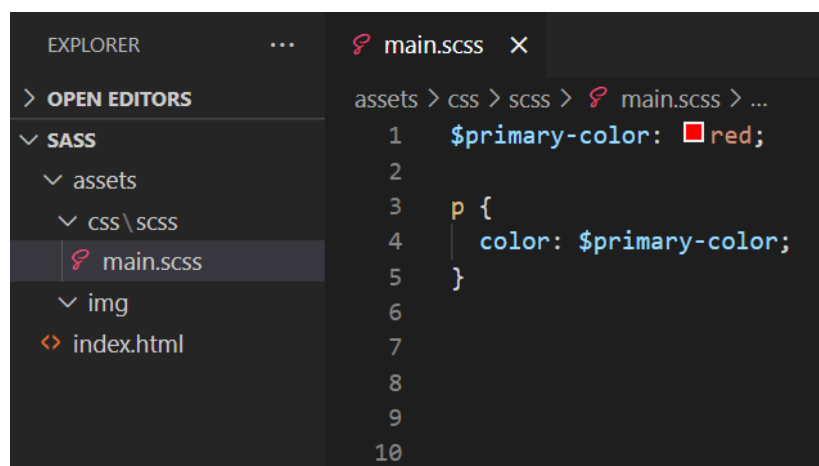 EXPLORER ...
OPEN EDITORS
SASS
assets
css\scss
main.scss
img
index.html
main.scss ×
assets > css > scss > main.scss > ...
1 $primary-color: red;
2
3 p {
4 color: $primary-color;
5 }
6
7
8
9
10